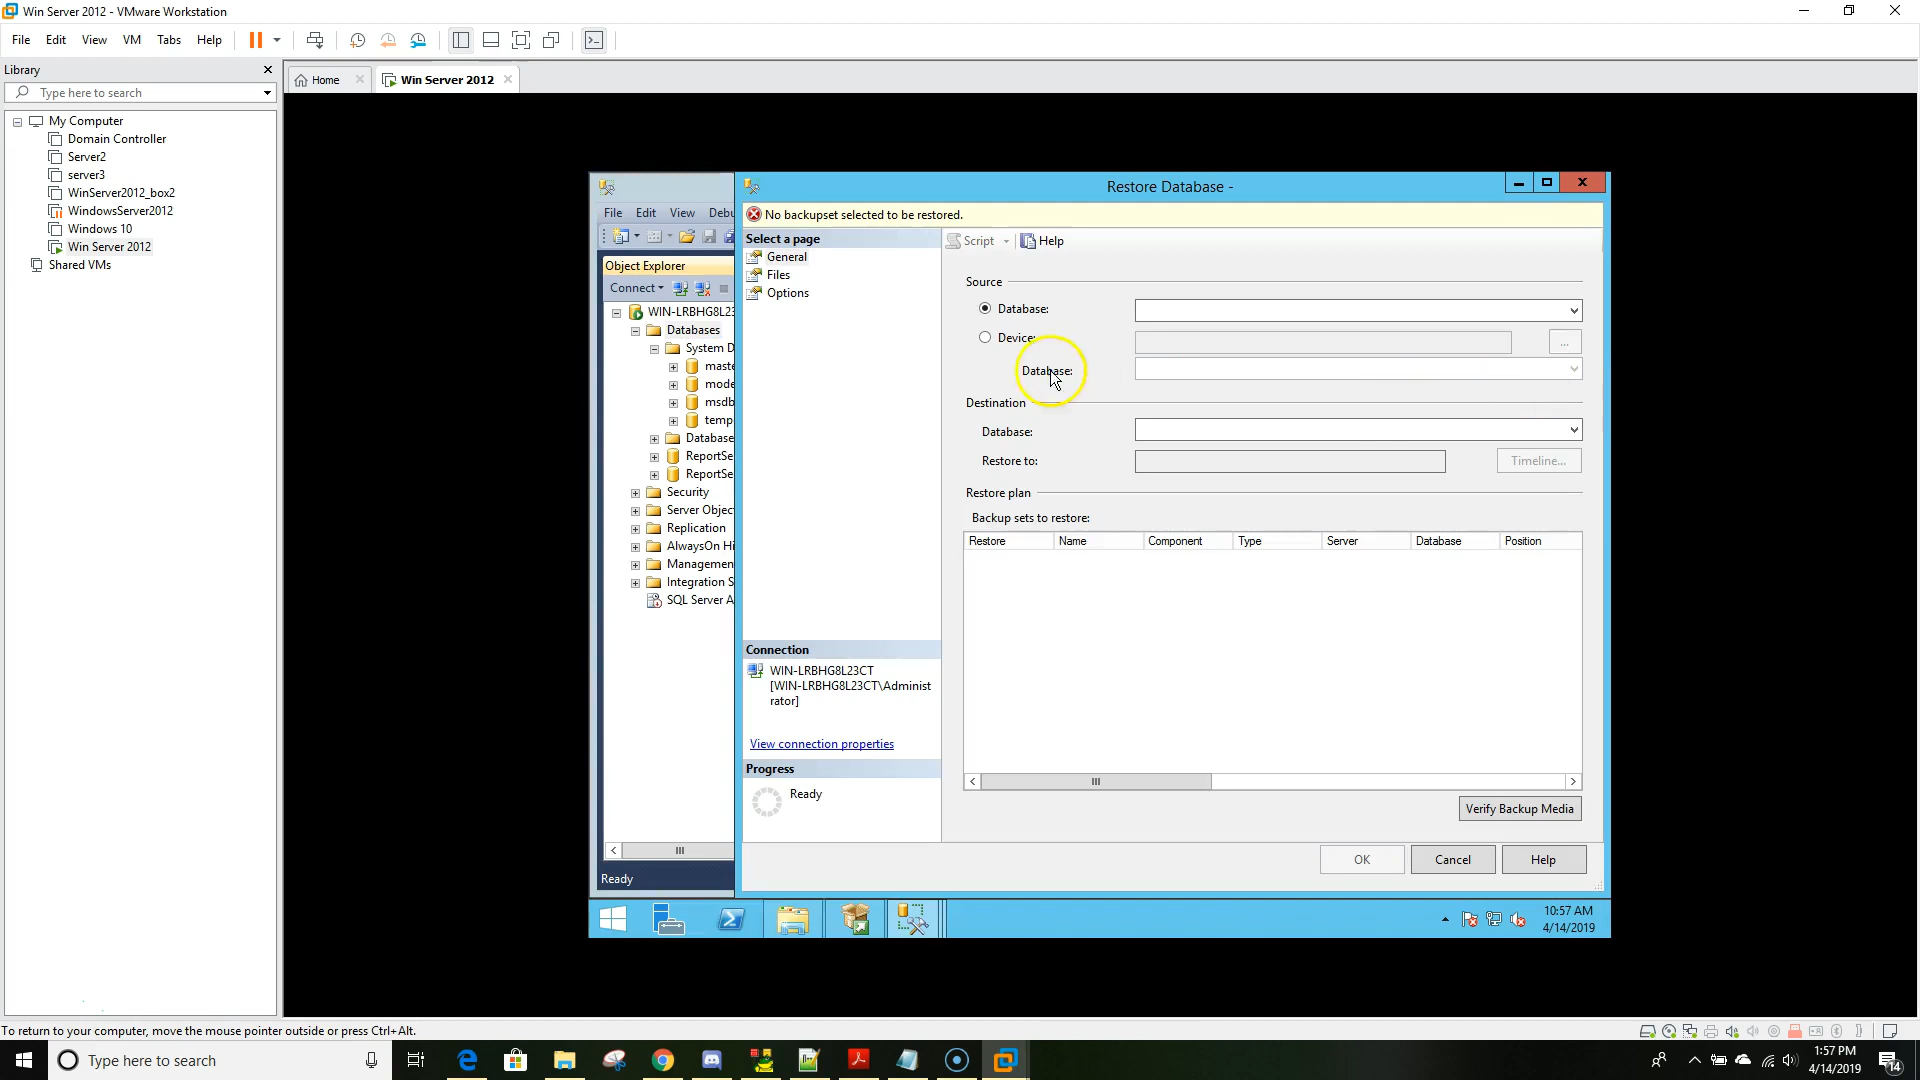 Win Server 2012 - VMware Workstation
File Edit View VM Tabs Help
Library
Type here to search
My Computer
Domain Controller
Server2
server3
WinServer2012_box2
WindowsServer2012
Windows 10
Win Server 2012
Shared VMs
Home
Win Server 2012
File Edit View Debu
Object Explorer
Connect
WIN-LRBHG8L23
Databases
System D
maste
mode
msdb
temp
Database
ReportSe
ReportSe
Security
Server Objec
Replication
AlwaysOn Hi
Managemen
Integration S
SQL Server A
Ready
Restore Database -
No backupset selected to be restored.
Select a page
General
Files
Options
Connection
WIN-LRBHG8L23CT
[WIN-LRBHG8L23CT\Administ
rator]
View connection properties
Progress
Ready
Script Help
Source
Database:
Device:
...
Database:
Destination
Database:
Restore to:
Timeline...
Restore plan
Backup sets to restore:
Restore Name Component Type Server Database Position
Verify Backup Media
OK Cancel Help
10:57 AM
4/14/2019
To return to your computer, move the mouse pointer outside or press Ctrl+Alt.
Type here to search
1:57 PM
4/14/2019
14